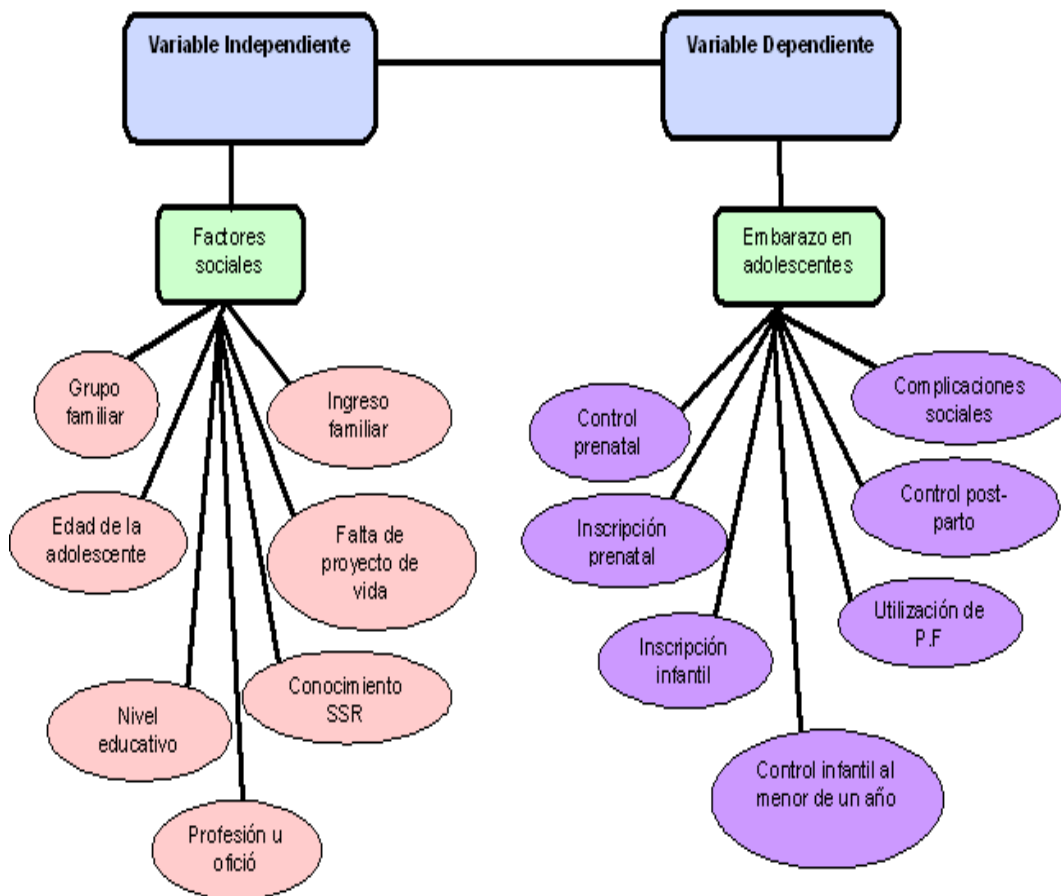 Variable Independiente
Variable Dependiente
Factores
sociales
Embarazo en
adolescentes
Grupo
familiar
Ingreso
familiar
Edad de la
adolescente
Falta de
proyecto de
vida
Nivel
educativo
Conocimiento
SSR
Profesión u
ofició
Control
prenatal
Complicaciones
sociales
Inscripción
prenatal
Control post-
parto
Inscripción
infantil
Utilización de
P.F
Control infantil al
menor de un año